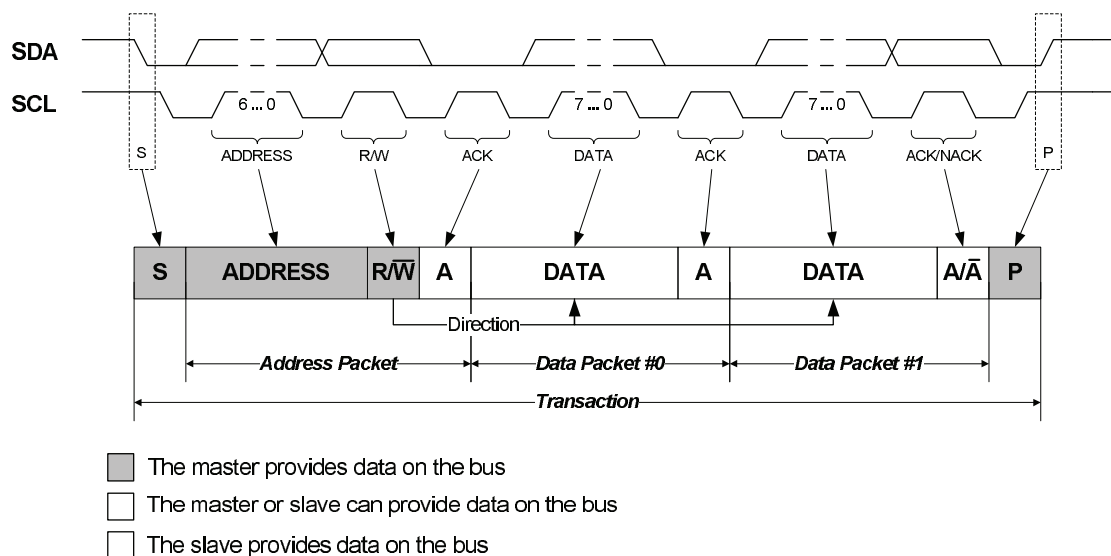 SDA
SCL
6 ... 0
7 ... 0
7 ... 0
S
ADDRESS
R/W
ACK
DATA
ACK
DATA
ACK/NACK
P
S
ADDRESS
R/W̅
A
DATA
A
DATA
A/A̅
P
Direction
Address Packet
Data Packet #0
Data Packet #1
Transaction
The master provides data on the bus
The master or slave can provide data on the bus
The slave provides data on the bus